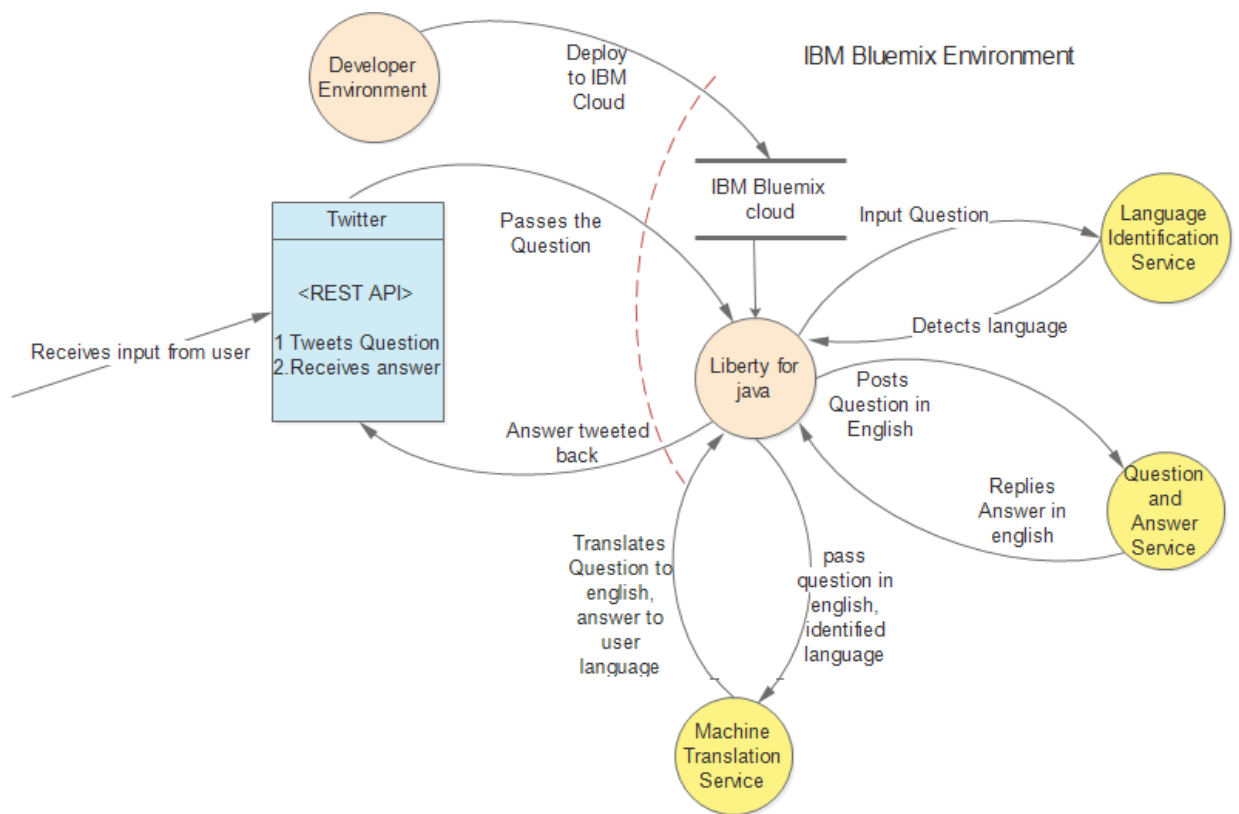 Developer
Environment
Deploy
to IBM
Cloud
IBM Bluemix Environment
IBM Bluemix
cloud
Twitter
<REST API>
1 Tweets Question
2.Receives answer
Receives input from user
Passes the
Question
Input Question
Language
Identification
Service
Detects language
Liberty for
java
Posts
Question in
English
Answer tweeted
back
Replies
Answer in
english
Question
and
Answer
Service
Translates
Question to
english,
answer to
user
language
pass
question in
english,
identified
language
Machine
Translation
Service